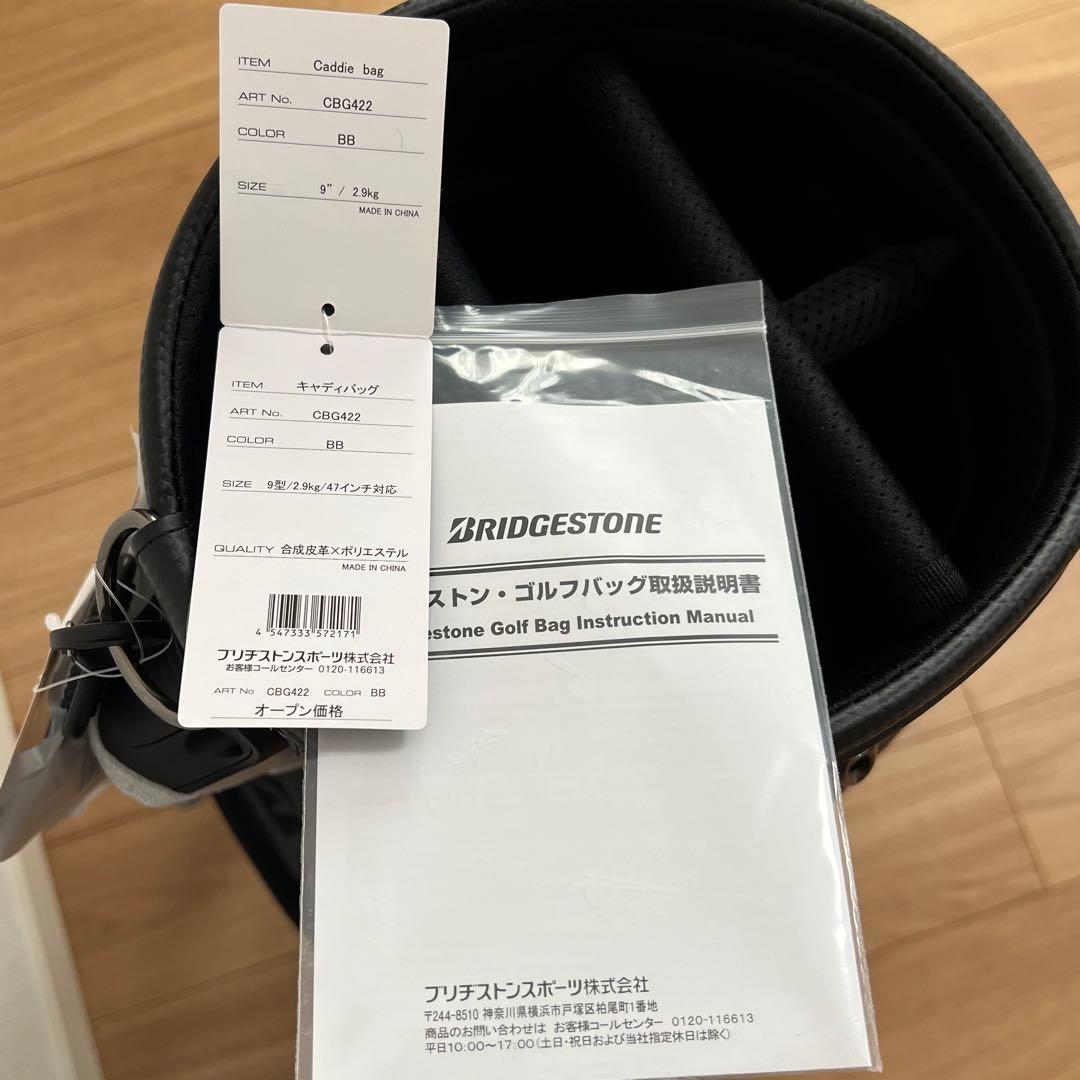 ITEM Caddie bag
ART No. CBG422
COLOR BB
SIZE 9" / 2.9kg
MADE IN CHINA
ITEM キャディバッグ
ART No. CBG422
COLOR BB
SIZE 9型/2.9kg/47インチ対応
QUALITY 合成皮革×ポリエステル
MADE IN CHINA
4 547333 572171
ブリヂストンスポーツ株式会社
お客様コールセンター 0120-116613
ART No CBG422 COLOR BB
オープン価格
BRIDGESTONE
ストン・ゴルフバッグ取扱説明書
estone Golf Bag Instruction Manual
ブリヂストンスポーツ株式会社
〒244-8510 神奈川県横浜市戸塚区柏尾町1番地
商品のお問い合わせは お客様コールセンター 0120-116613
平日10:00~17:00(土日・祝日および当社指定休日は除く)